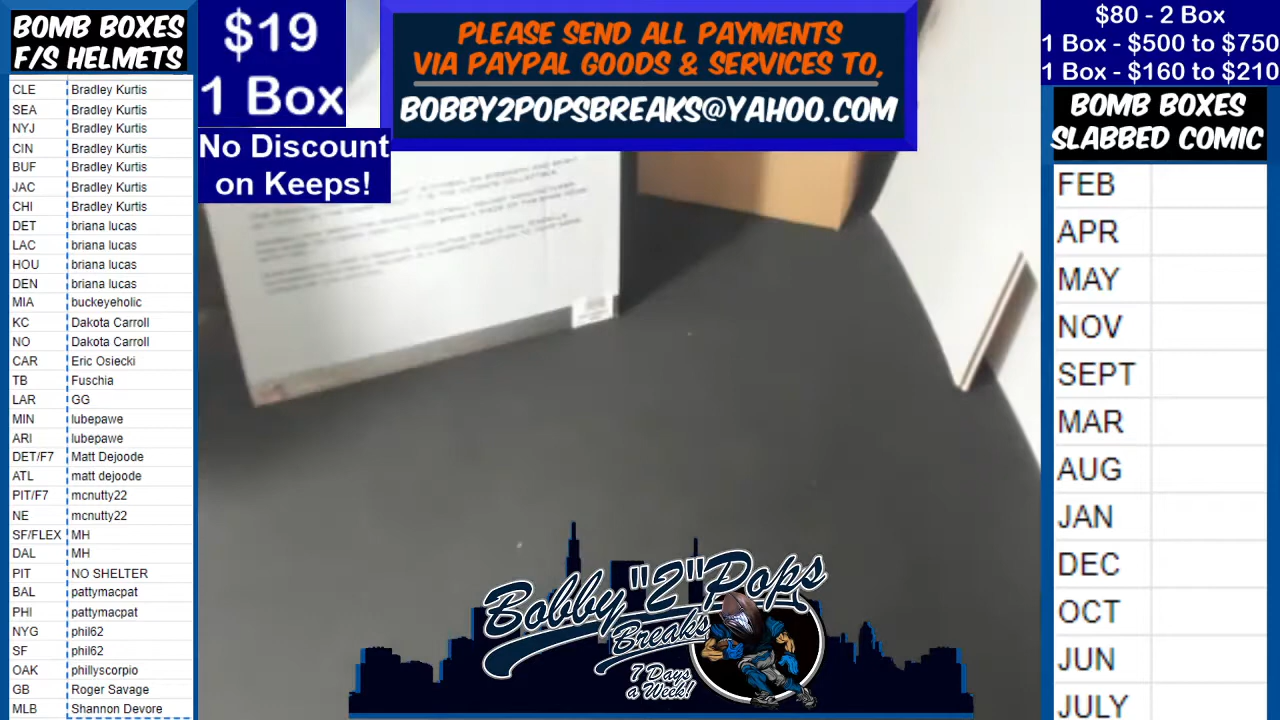 BOMB BOXES
F/S HELMETS
CLE Bradley Kurtis
SEA Bradley Kurtis
NYJ Bradley Kurtis
CIN Bradley Kurtis
BUF Bradley Kurtis
JAC Bradley Kurtis
CHI Bradley Kurtis
DET briana lucas
LAC briana lucas
HOU briana lucas
DEN briana lucas
MIA buckeyeholic
KC Dakota Carroll
NO Dakota Carroll
CAR Eric Osiecki
TB Fuschia
LAR GG
MIN lubepawe
ARI lubepawe
DET/F7 Matt Dejoode
ATL matt dejoode
PIT/F7 mcnutty22
NE mcnutty22
SF/FLEX MH
DAL MH
PIT NO SHELTER
BAL pattymacpat
PHI pattymacpat
NYG phil62
SF phil62
OAK phillyscorpio
GB Roger Savage
MLB Shannon Devore
$19
1 Box
No Discount
on Keeps!
PLEASE SEND ALL PAYMENTS
VIA PAYPAL GOODS & SERVICES TO,
BOBBY2POPSBREAKS@YAHOO.COM
Bobby "2" Pops
Breaks
7 Days
a Week!
$80 - 2 Box
1 Box - $500 to $750
1 Box - $160 to $210
BOMB BOXES
SLABBED COMIC
FEB
APR
MAY
NOV
SEPT
MAR
AUG
JAN
DEC
OCT
JUN
JULY